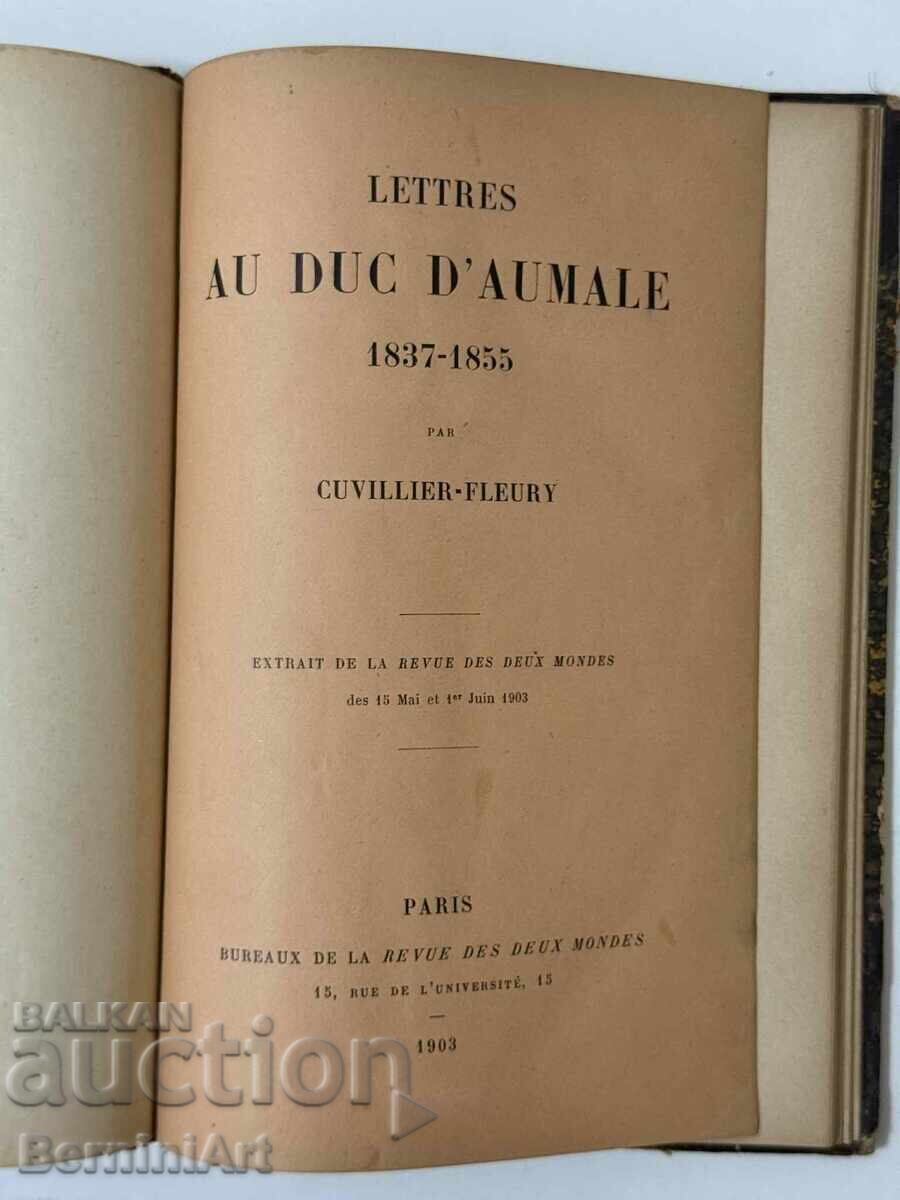 LETTRES
AU DUC D'AUMALE
1837-1855
PAR
CUVILLIER-FLEURY
EXTRAIT DE LA REVUE DES DEUX MONDES
des 15 Mai et 1er Juin 1903
PARIS
BUREAUX DE LA REVUE DES DEUX MONDES
15, RUE DE L'UNIVERSITÉ, 15
1903
BALKAN
auction
BerniniArt